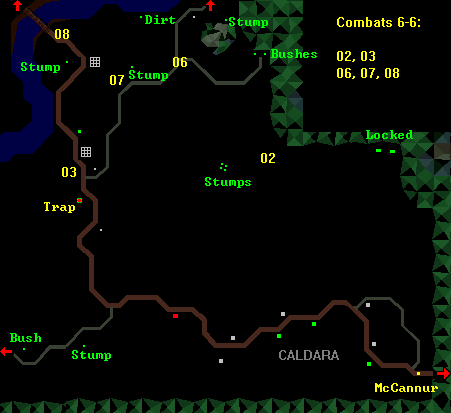 Dirt
Stump
Combats 6-6:
08
Bushes
02, 03
06
Stump
06, 07, 08
07
Stump
Locked
02
03
Stumps
Trap
Bush
Stump
CALDARA
McCannur